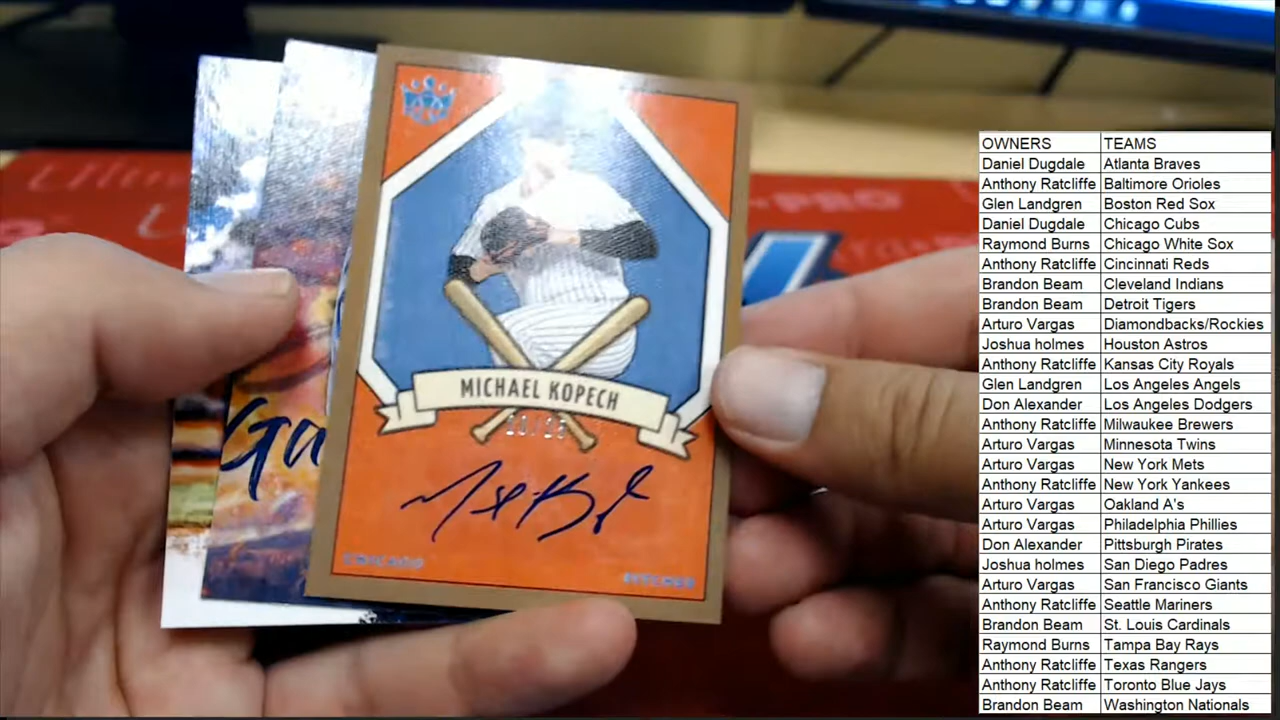 MICHAEL KOPECH
CHICAGO
PITCHER
Ga
PRO
OWNERS TEAMS
Daniel Dugdale Atlanta Braves
Anthony Ratcliffe Baltimore Orioles
Glen Landgren Boston Red Sox
Daniel Dugdale Chicago Cubs
Raymond Burns Chicago White Sox
Anthony Ratcliffe Cincinnati Reds
Brandon Beam Cleveland Indians
Brandon Beam Detroit Tigers
Arturo Vargas Diamondbacks/Rockies
Joshua holmes Houston Astros
Anthony Ratcliffe Kansas City Royals
Glen Landgren Los Angeles Angels
Don Alexander Los Angeles Dodgers
Anthony Ratcliffe Milwaukee Brewers
Arturo Vargas Minnesota Twins
Arturo Vargas New York Mets
Anthony Ratcliffe New York Yankees
Arturo Vargas Oakland A's
Arturo Vargas Philadelphia Phillies
Don Alexander Pittsburgh Pirates
Joshua holmes San Diego Padres
Arturo Vargas San Francisco Giants
Anthony Ratcliffe Seattle Mariners
Brandon Beam St. Louis Cardinals
Raymond Burns Tampa Bay Rays
Anthony Ratcliffe Texas Rangers
Anthony Ratcliffe Toronto Blue Jays
Brandon Beam Washington Nationals